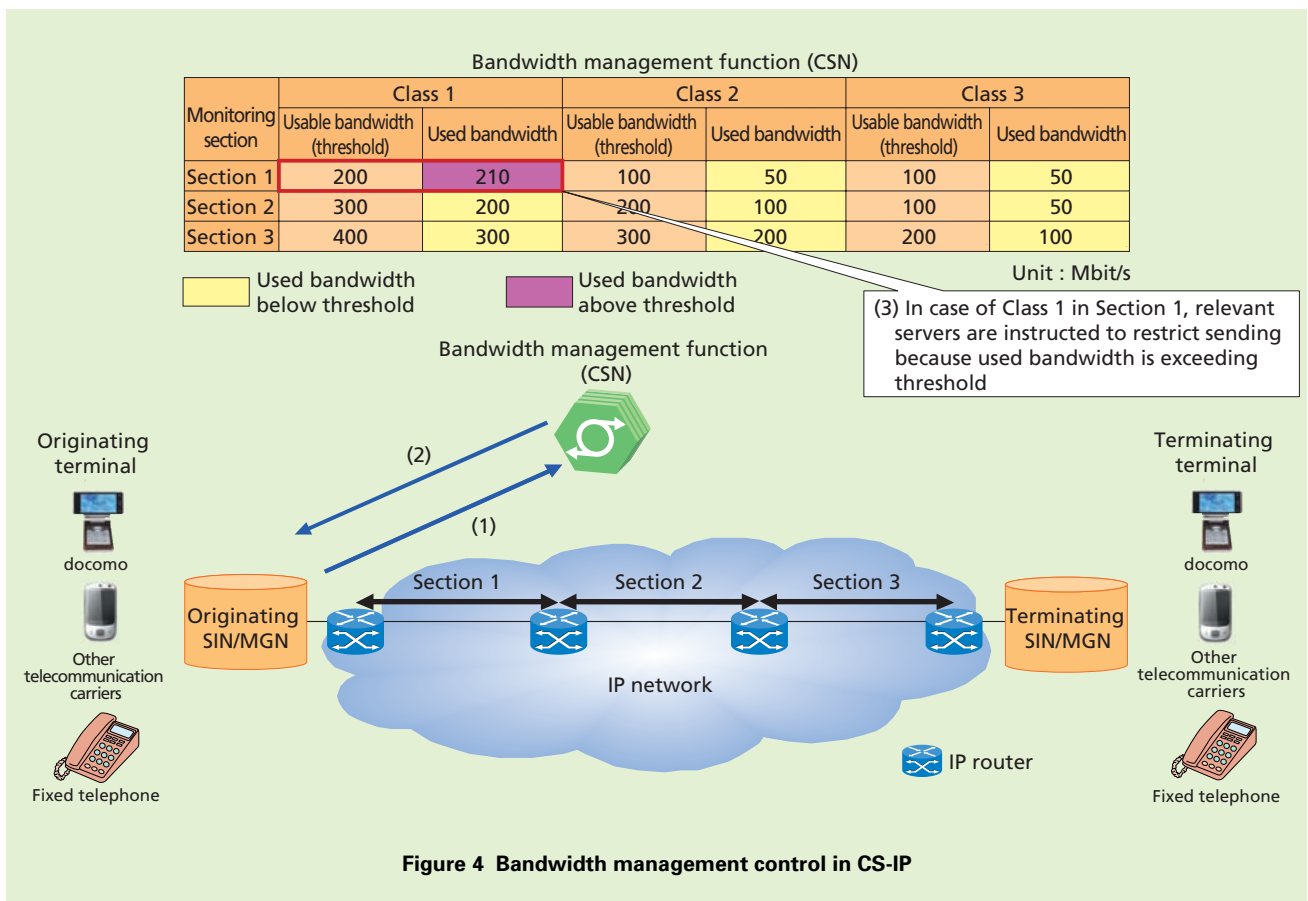 Bandwidth management function (CSN)
Monitoring section
Class 1
Class 2
Class 3
Usable bandwidth (threshold)
Used bandwidth
Usable bandwidth (threshold)
Used bandwidth
Usable bandwidth (threshold)
Used bandwidth
Section 1 200 210 100 50 100 50
Section 2 300 200 200 100 100 50
Section 3 400 300 300 200 200 100
Used bandwidth
below threshold
Used bandwidth
above threshold
Unit : Mbit/s
(3) In case of Class 1 in Section 1, relevant
servers are instructed to restrict sending
because used bandwidth is exceeding
threshold
Bandwidth management function
(CSN)
Originating
terminal
docomo
Other
telecommunication
carriers
Fixed telephone
(2)
(1)
Originating
SIN/MGN
Section 1
Section 2
Section 3
IP network
IP router
Terminating
SIN/MGN
Terminating
terminal
docomo
Other
telecommunication
carriers
Fixed telephone
Figure 4 Bandwidth management control in CS-IP